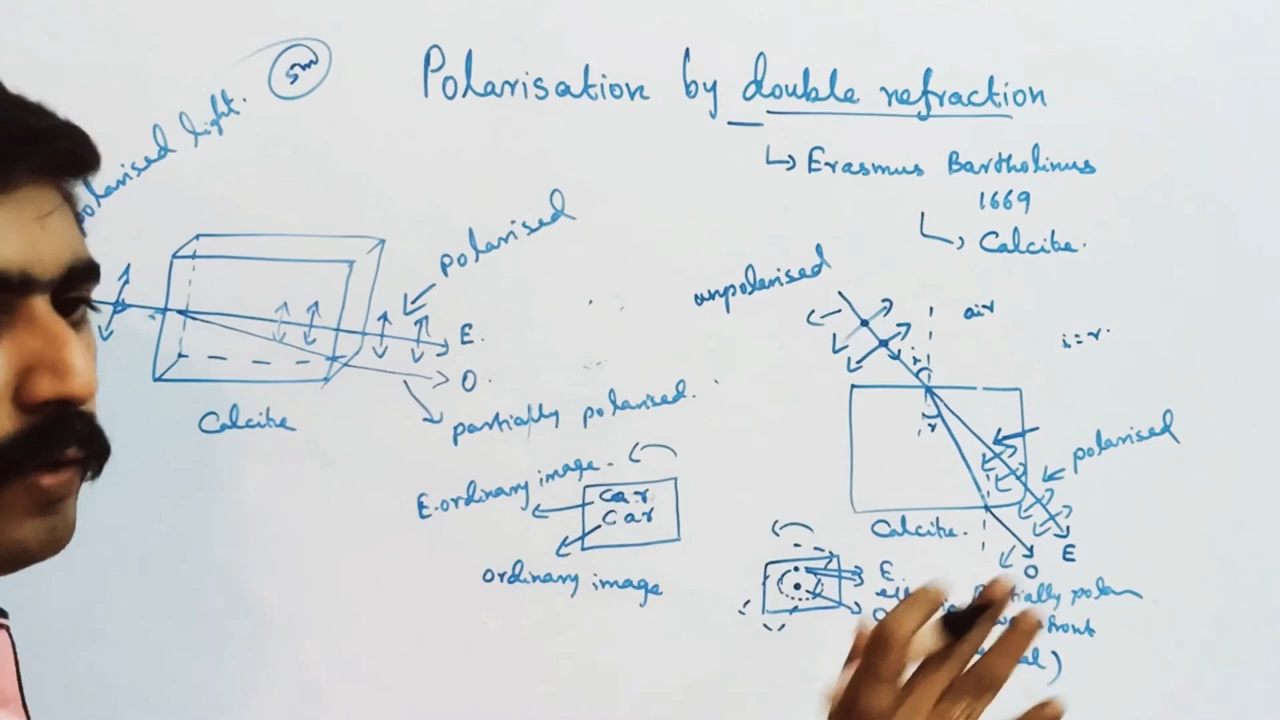 5m
Polarisation by double refraction
Erasmus Bartholinus
1669
Calcite.
polarised light.
polarised
E.
O.
Calcite
partially polarised.
E-ordinary image.
Car
Car
ordinary image
unpolarised
air
i
i=r.
r
polarised
Calcite.
E
O
E
O